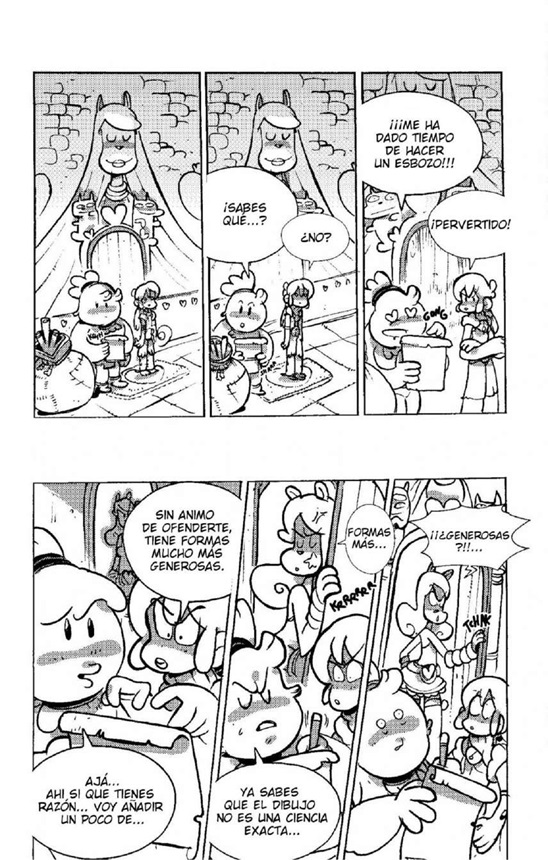 ¡SABES
QUÉ...?
¿NO?
¡¡¡ME HA
DADO TIEMPO
DE HACER
UN ESBOZO!!!
¡PERVERTIDO!
GONG
SIN ANIMO
DE OFENDERTE,
TIENE FORMAS
MUCHO MÁS
GENEROSAS.
AJÁ...
AHI SI QUE TIENES
RAZÓN... VOY AÑADIR
UN POCO DE...
FORMAS
MÁS...
KRRRRRR
YA SABES
QUE EL DIBUJO
NO ES UNA CIENCIA
EXACTA...
¡¡¿GENEROSAS
?!!...
TCHAK